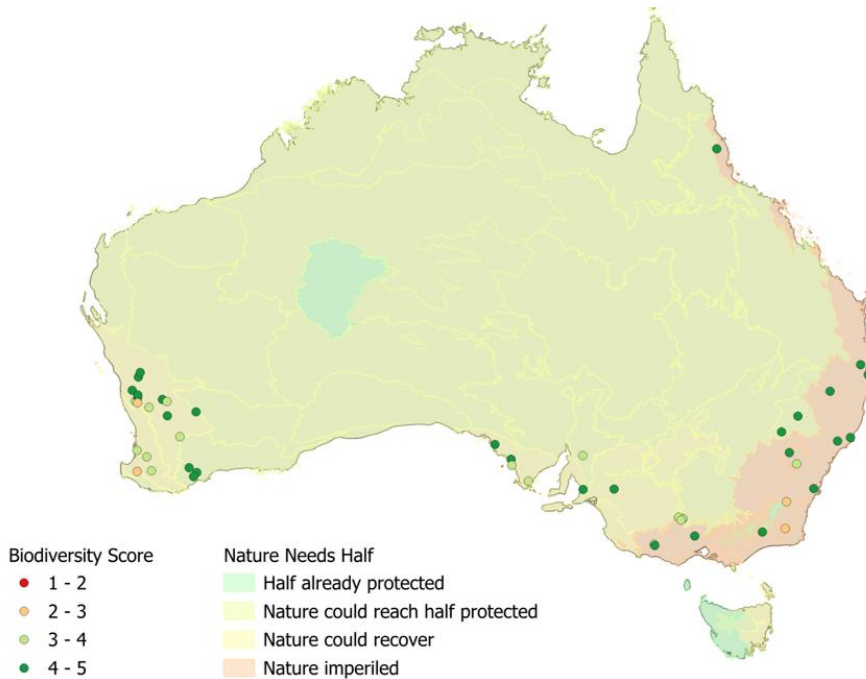 Biodiversity Score
1 - 2
2 - 3
3 - 4
4 - 5
Nature Needs Half
Half already protected
Nature could reach half protected
Nature could recover
Nature imperiled